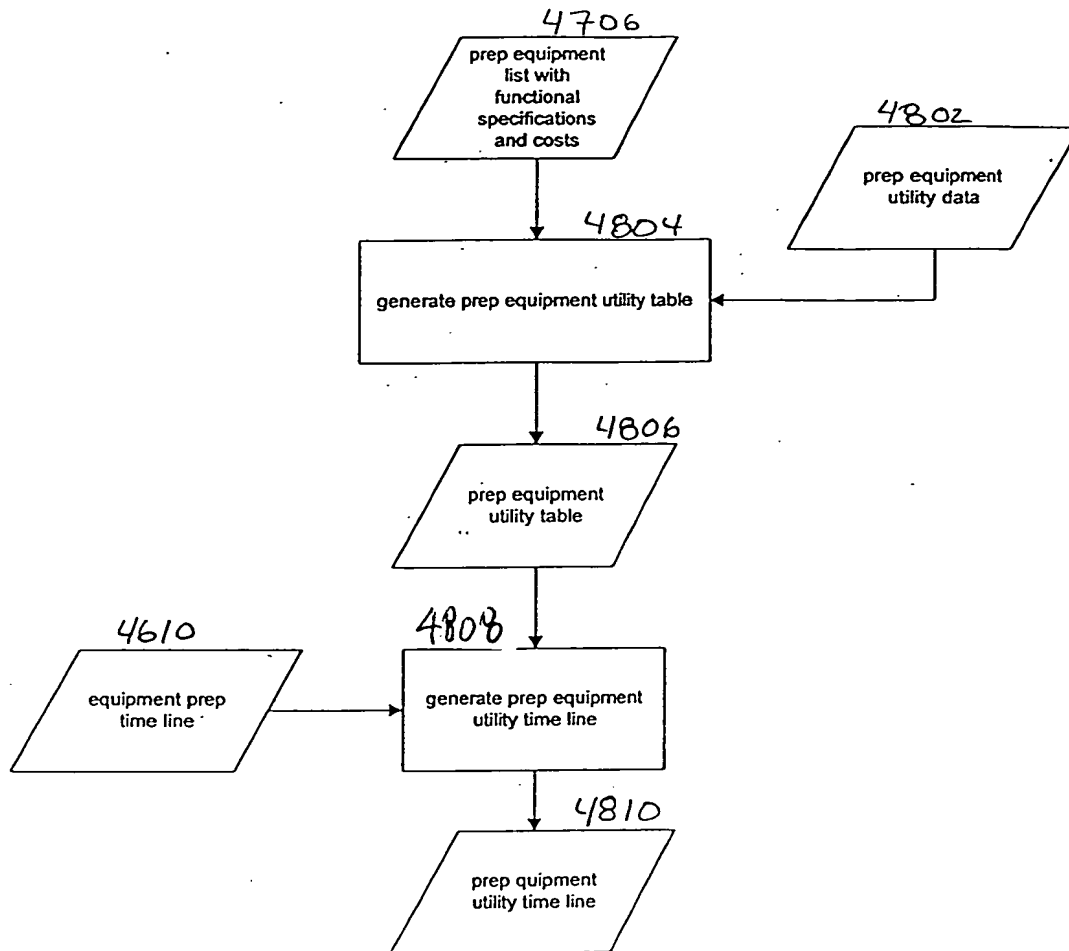 4706
prep equipment
list with
functional
specifications
and costs
4802
prep equipment
utility data
4804
generate prep equipment utility table
4806
prep equipment
utility table
4610
equipment prep
time line
4808
generate prep equipment
utility time line
4810
prep quipment
utility time line